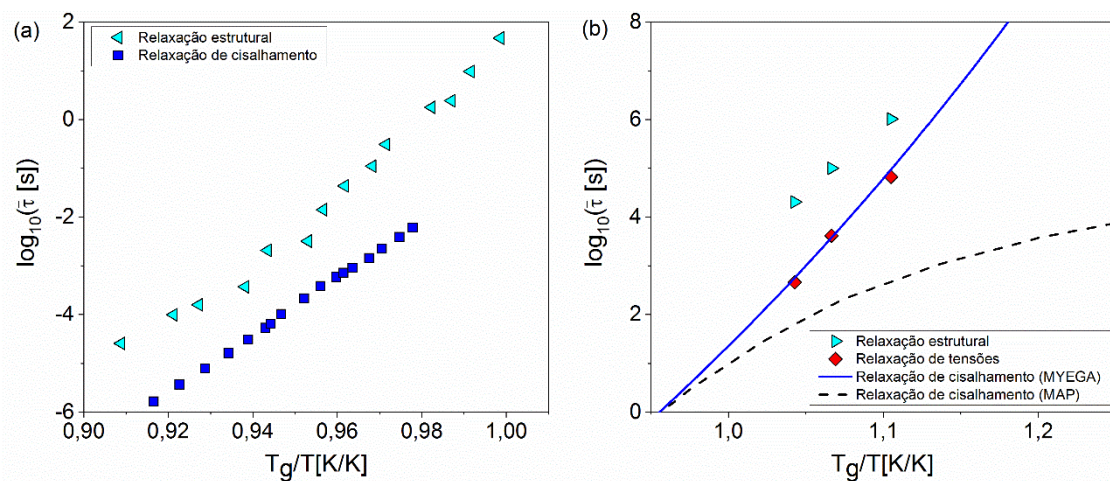 (a)
Relaxação estrutural
Relaxação de cisalhamento
2
0
-2
-4
-6
log10(τ̄ [s])
0,90 0,92 0,94 0,96 0,98 1,00
Tg/T[K/K]
(b)
8
6
4
2
0
log10(τ̄ [s])
Relaxação estrutural
Relaxação de tensões
Relaxação de cisalhamento (MYEGA)
Relaxação de cisalhamento (MAP)
1,0 1,1 1,2
Tg/T[K/K]